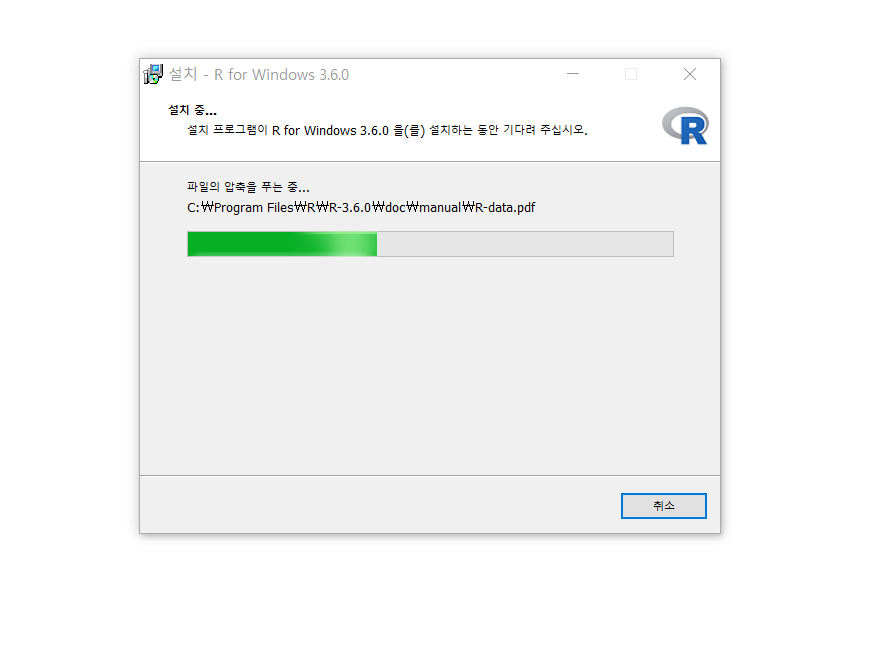 설치 - R for Windows 3.6.0
설치 중...
설치 프로그램이 R for Windows 3.6.0 을(를) 설치하는 동안 기다려 주십시오.
R
파일의 압축을 푸는 중...
C:₩Program Files₩R₩R-3.6.0₩doc₩manual₩R-data.pdf
취소